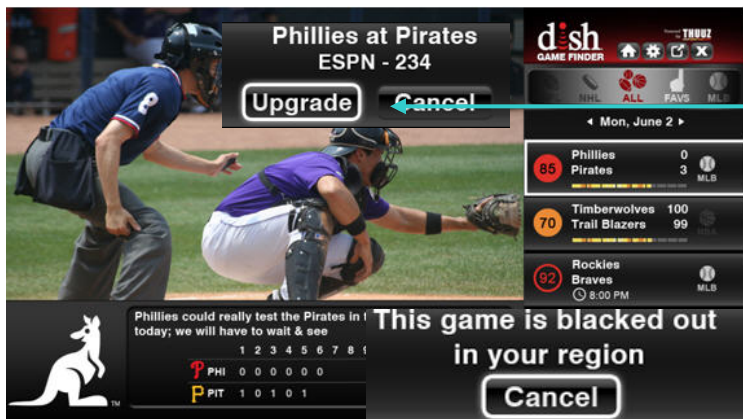 Phillies at Pirates
ESPN - 234
Upgrade
Cancel
dish
GAME FINDER
Powered by THUUZ
NHL
ALL
FAVS
MLB
Mon, June 2
85
Phillies 0
Pirates 3
MLB
70
Timberwolves 100
Trail Blazers 99
NBA
92
Rockies
Braves
8:00 PM
MLB
Phillies could really test the Pirates in
today; we will have to wait & see
1 2 3 4 5 6 7 8
PHI 0 0 0 0 0 0
PIT 1 0 1 0 1
TM
This game is blacked out
in your region
Cancel